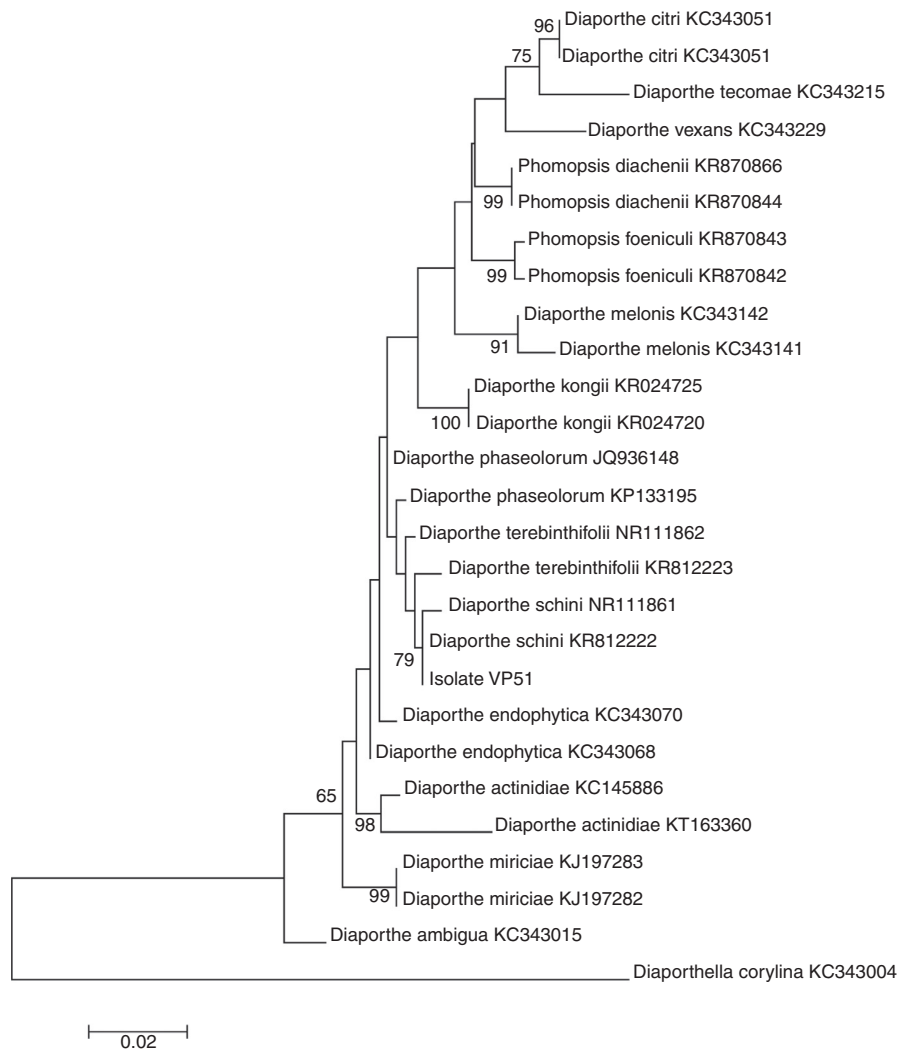 96
Diaporthe citri KC343051
75
Diaporthe citri KC343051
Diaporthe tecomae KC343215
Diaporthe vexans KC343229
Phomopsis diachenii KR870866
99
Phomopsis diachenii KR870844
Phomopsis foeniculi KR870843
99
Phomopsis foeniculi KR870842
Diaporthe melonis KC343142
91
Diaporthe melonis KC343141
Diaporthe kongii KR024725
100
Diaporthe kongii KR024720
Diaporthe phaseolorum JQ936148
Diaporthe phaseolorum KP133195
Diaporthe terebinthifolii NR111862
Diaporthe terebinthifolii KR812223
Diaporthe schini NR111861
Diaporthe schini KR812222
79
Isolate VP51
Diaporthe endophytica KC343070
Diaporthe endophytica KC343068
65
Diaporthe actinidiae KC145886
98
Diaporthe actinidiae KT163360
Diaporthe miriciae KJ197283
99
Diaporthe miriciae KJ197282
Diaporthe ambigua KC343015
Diaporthella corylina KC343004
0.02